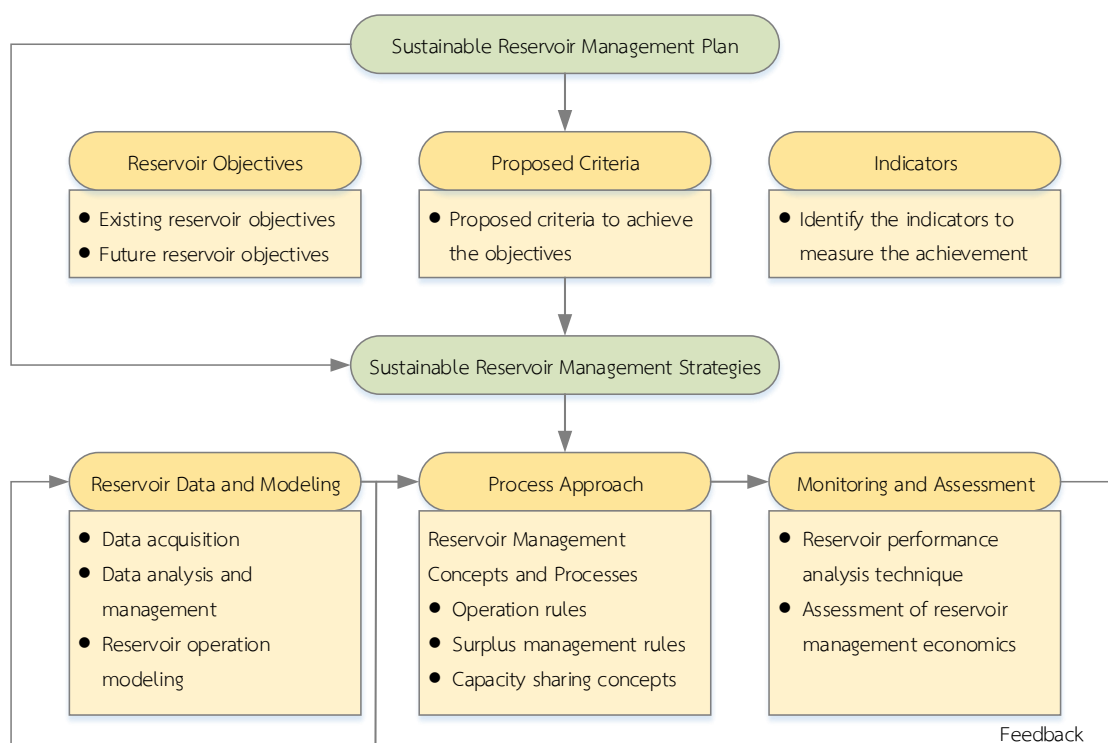 Sustainable Reservoir Management Plan
Reservoir Objectives
● Existing reservoir objectives
● Future reservoir objectives
Proposed Criteria
● Proposed criteria to achieve
the objectives
Indicators
● Identify the indicators to
measure the achievement
Sustainable Reservoir Management Strategies
Reservoir Data and Modeling
● Data acquisition
● Data analysis and
management
● Reservoir operation
modeling
Process Approach
Reservoir Management
Concepts and Processes
● Operation rules
● Surplus management rules
● Capacity sharing concepts
Monitoring and Assessment
● Reservoir performance
analysis technique
● Assessment of reservoir
management economics
Feedback